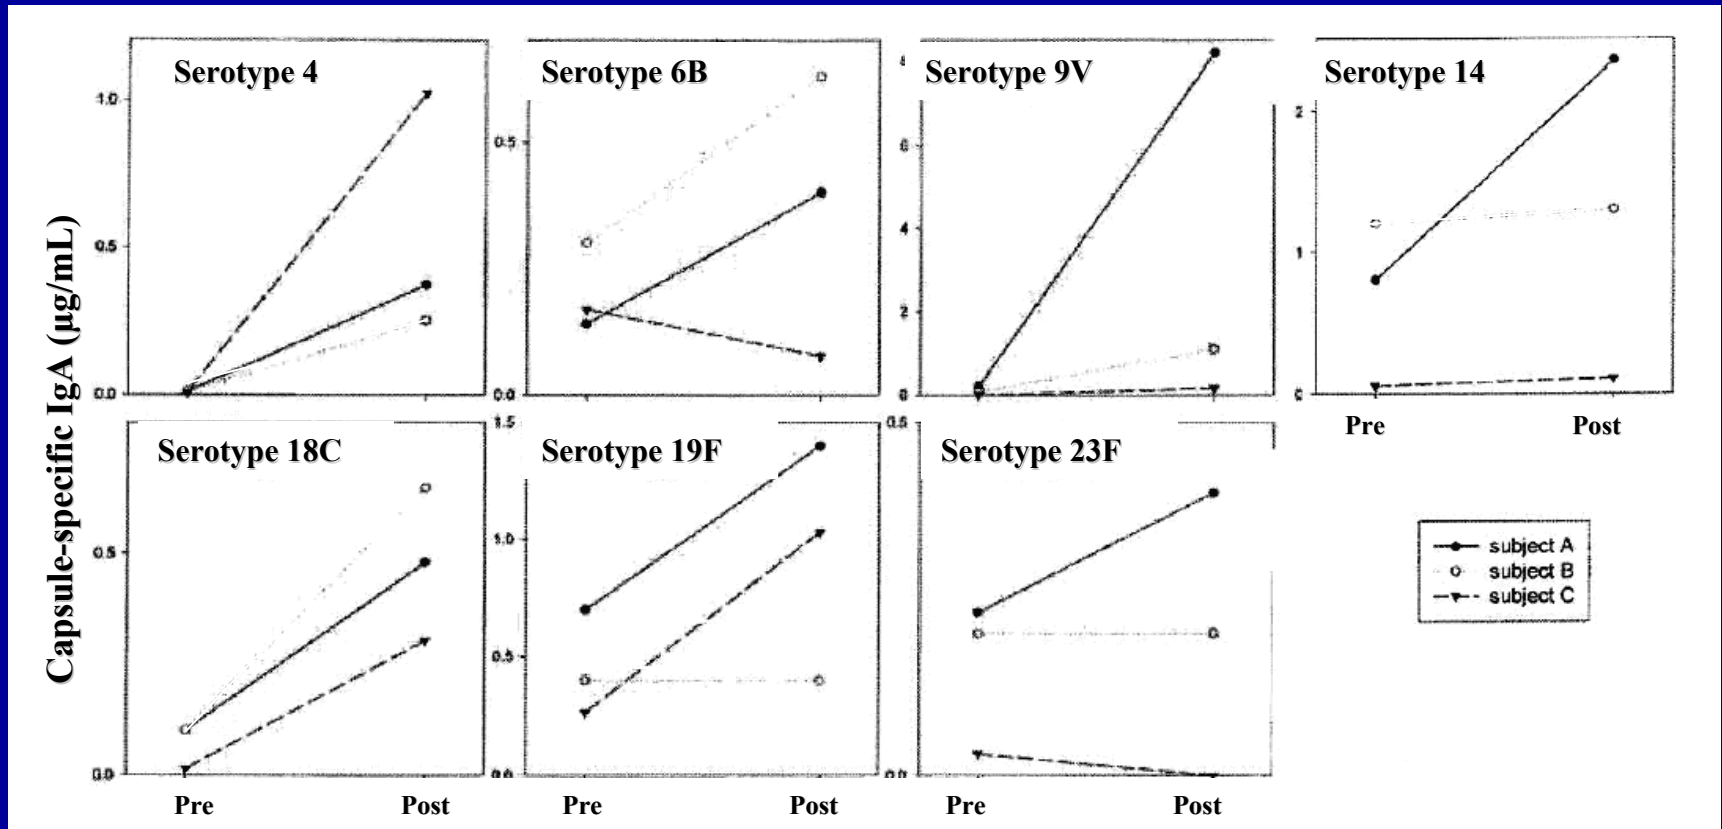 Capsule-specific IgA (µg/mL)
Serotype 4
1.0
0.5
0.0
Serotype 6B
0.5
0.0
Serotype 9V
8
6
4
2
0
Serotype 14
2
1
0
Pre Post
Serotype 18C
0.5
0.0
Pre Post
Serotype 19F
1.5
1.0
0.5
0.0
Pre Post
Serotype 23F
0.5
0.0
Pre Post
subject A
subject B
subject C